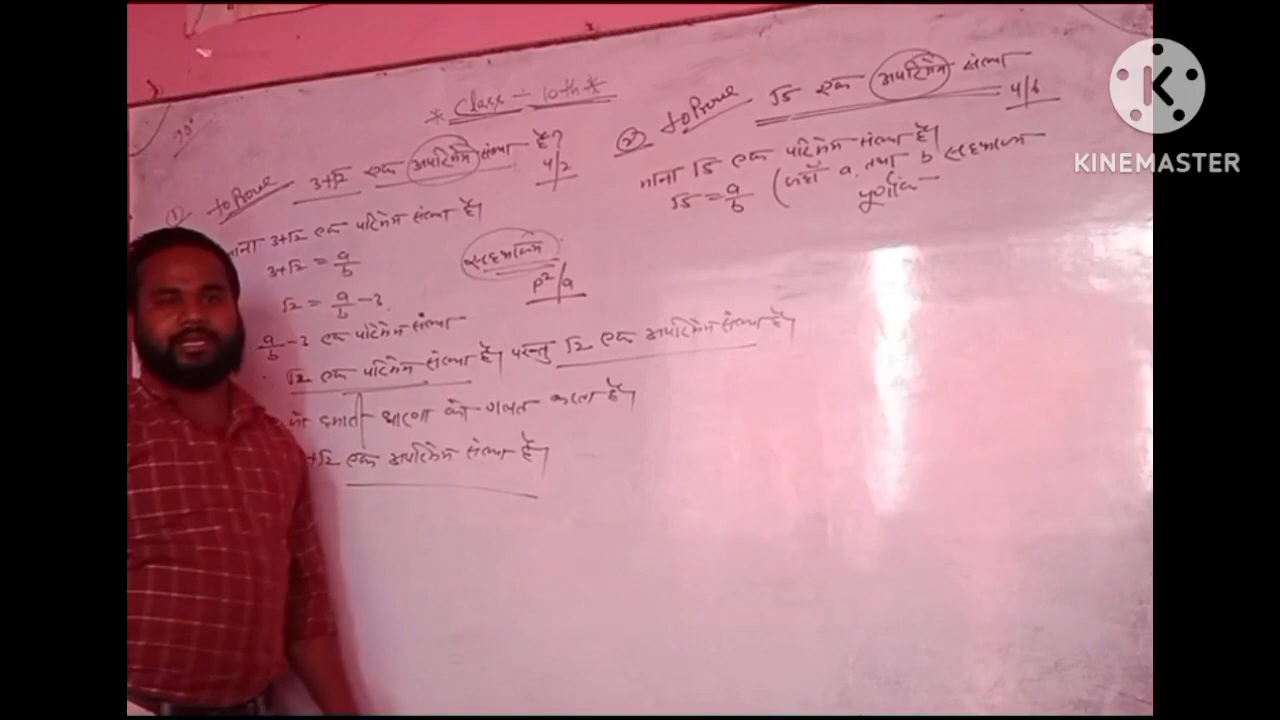 * Class - 10th *
90°
(1) to Prove 3+√2 एक अपरिमेय संख्या है?
4/2
माना 3+√2 एक परिमेय संख्या है।
3+√2 = a/b
√2 = a/b - 3
a/b - 3 एक परिमेय संख्या
√2 एक परिमेय संख्या है। परन्तु √2 एक अपरिमेय संख्या है।
जो हमारी धारणा को गलत करता है।
+√2 एक अपरिमेय संख्या है।
सहभाज्य
p²/a
(2) to Prove √5 एक अपरिमेय संख्या
4/6
माना √5 एक परिमेय संख्या है।
√5 = a/b (जहाँ a तथा b सहभाज्य
पूर्णांक
KINEMASTER